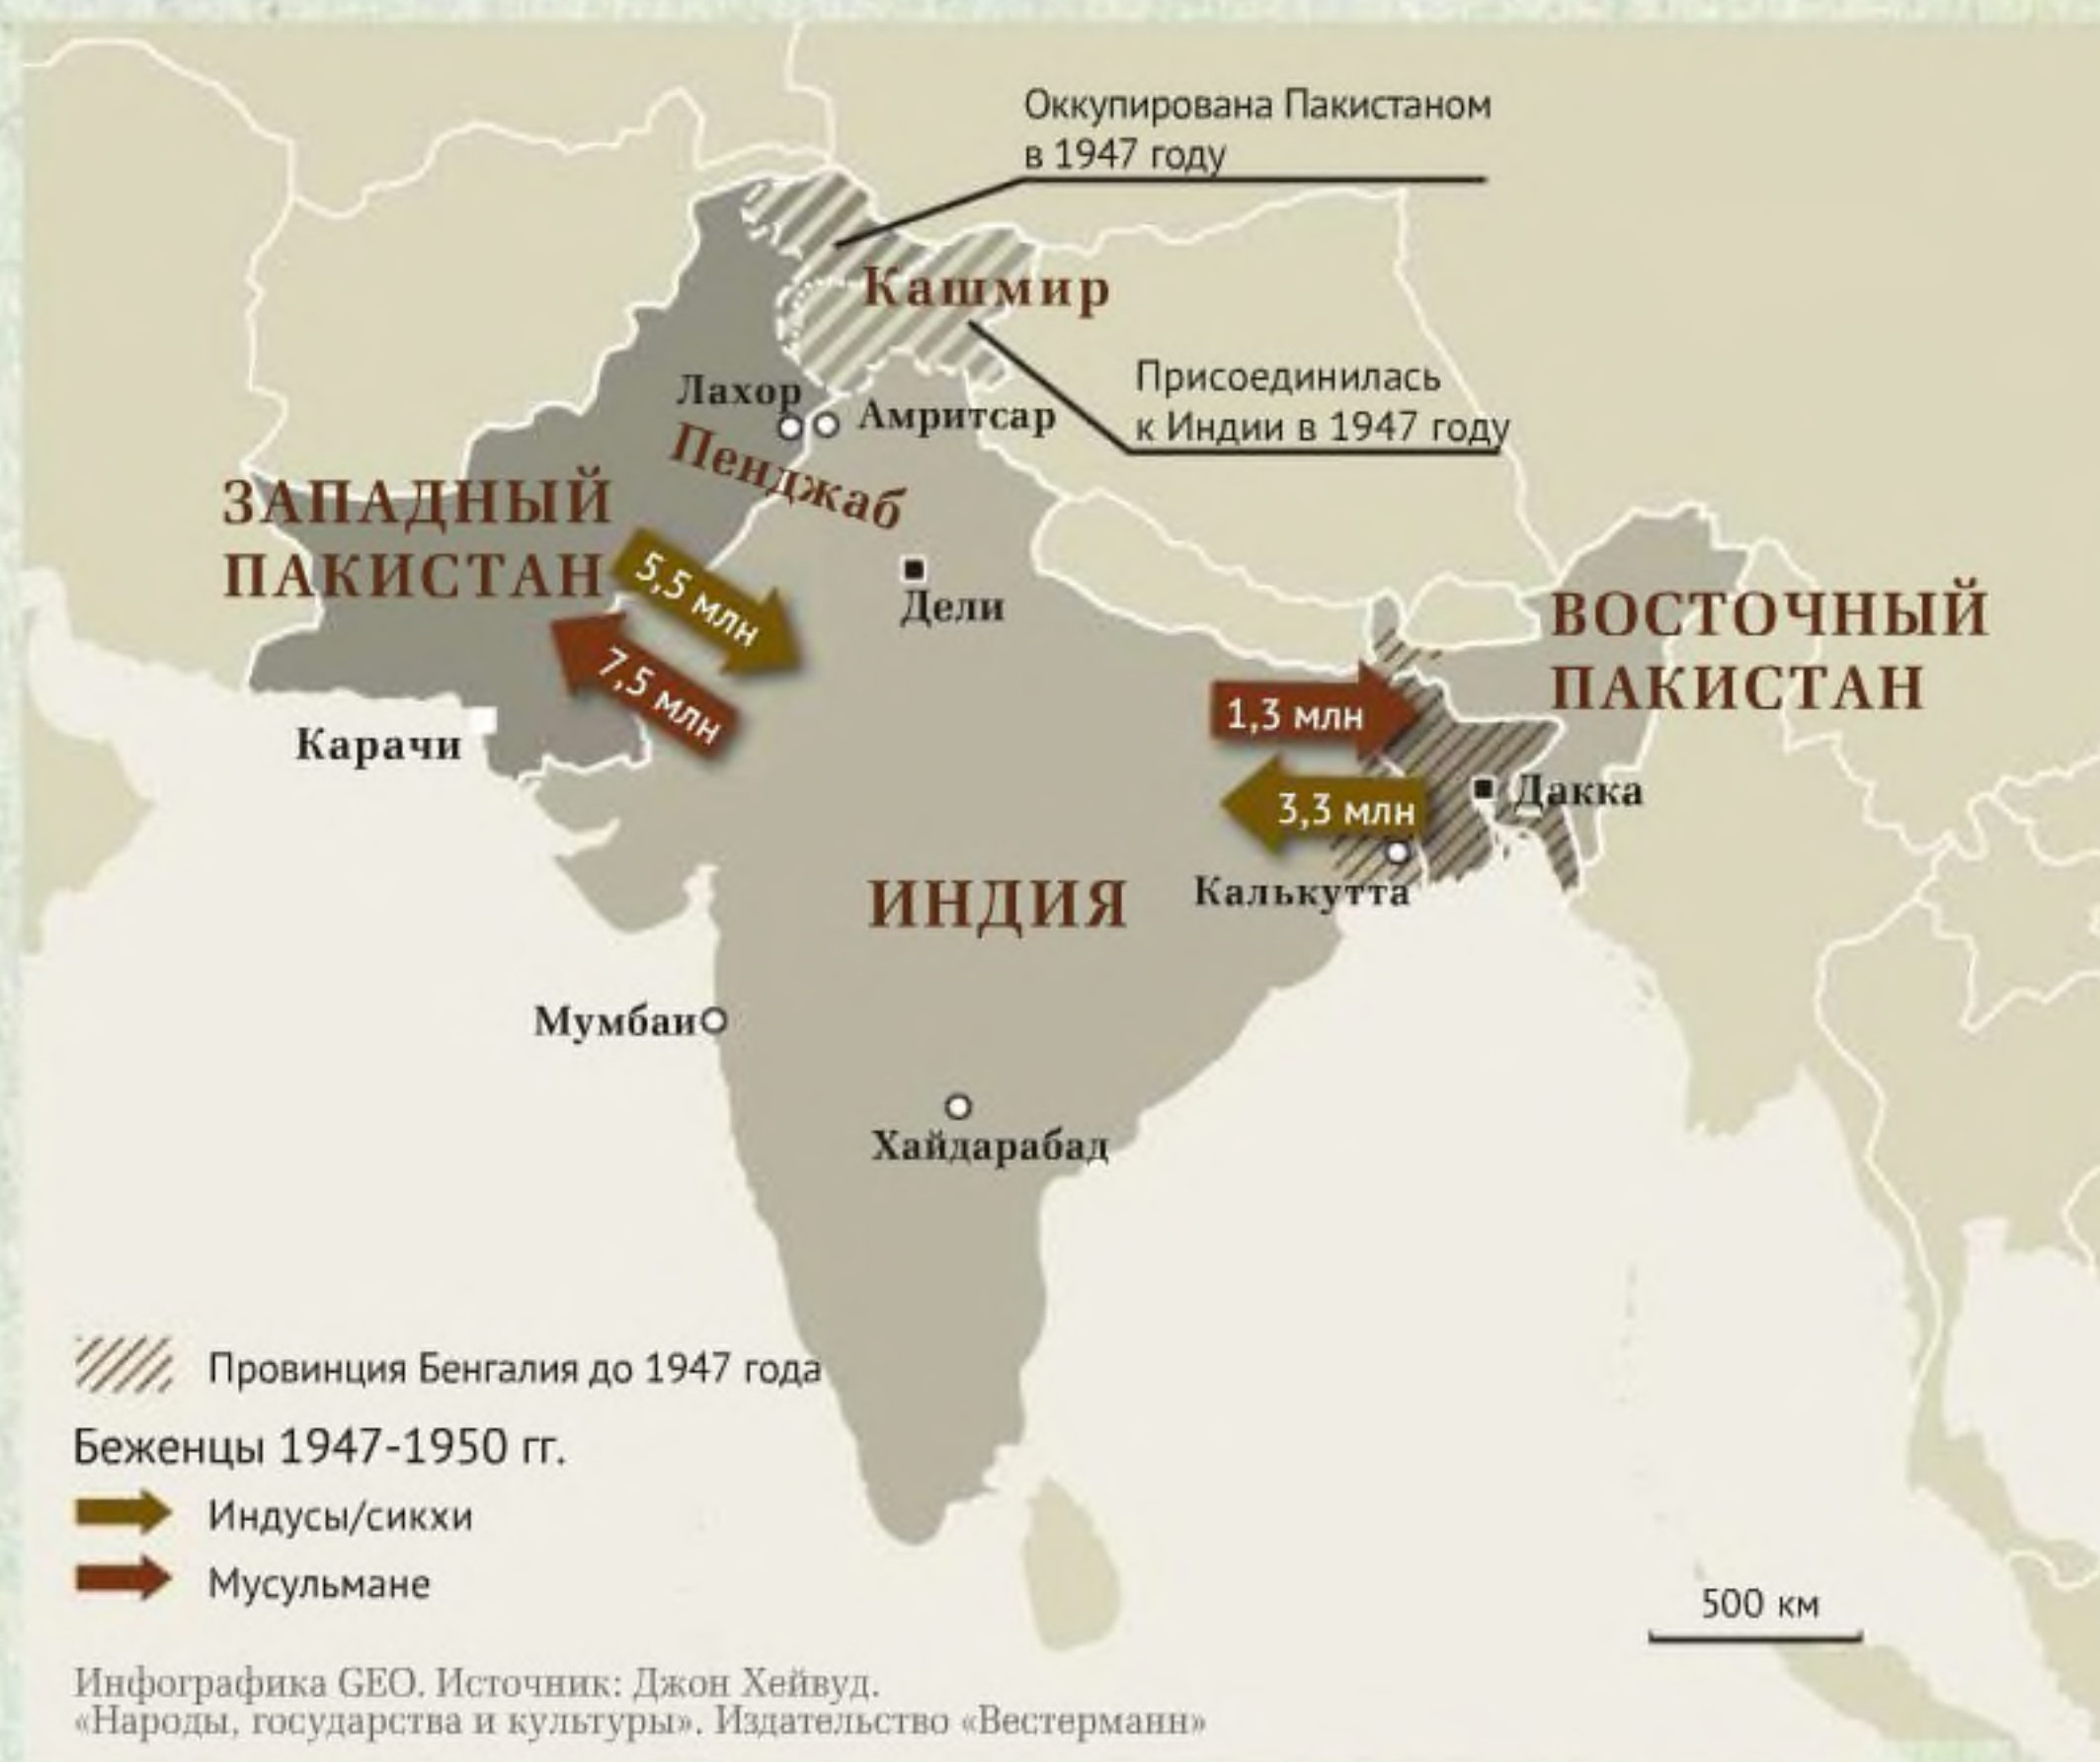 Оккупирована Пакистаном
в 1947 году
Кашмир
Присоединилась
к Индии в 1947 году
Лахор
Амритсар
Пенджаб
ЗАПАДНЫЙ
ПАКИСТАН
5,5 млн
7,5 млн
Дели
ВОСТОЧНЫЙ
ПАКИСТАН
1,3 млн
3,3 млн
Карачи
Дакка
Калькутта
ИНДИЯ
Мумбаи
Хайдарабад
Провинция Бенгалия до 1947 года
Беженцы 1947-1950 гг.
Индусы/сикхи
Мусульмане
500 км
Инфографика GEO. Источник: Джон Хейвуд.
«Народы, государства и культуры». Издательство «Вестерманн»